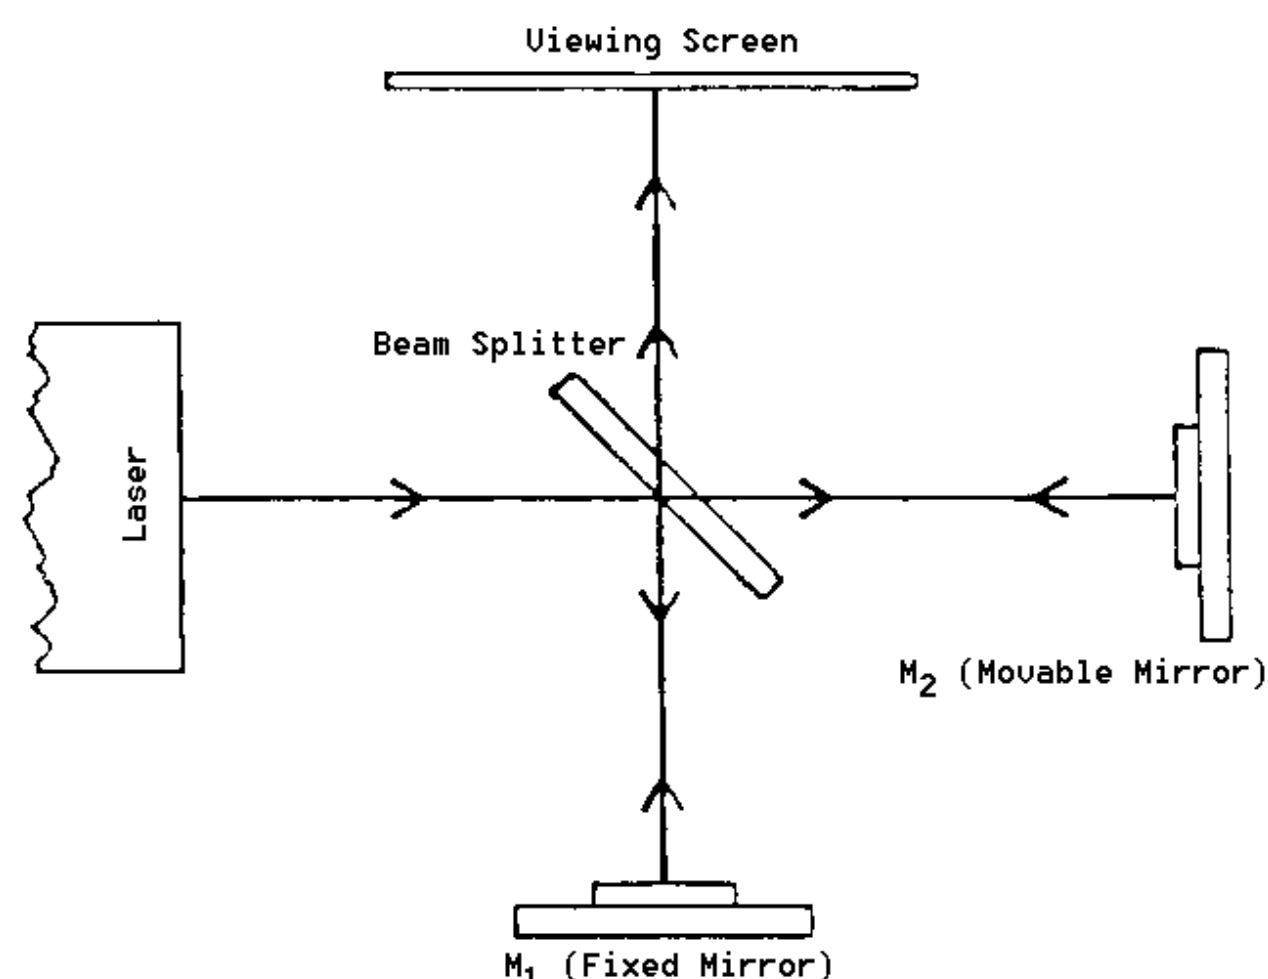 Viewing Screen
Beam Splitter
Laser
M₂ (Movable Mirror)
M₁ (Fixed Mirror)